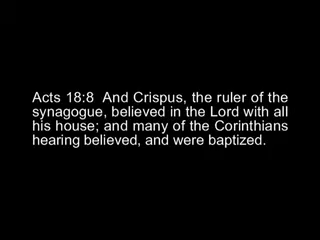 Acts 18:8  And Crispus, the ruler of the
synagogue, believed in the Lord with all
his house; and many of the Corinthians
hearing believed, and were baptized.